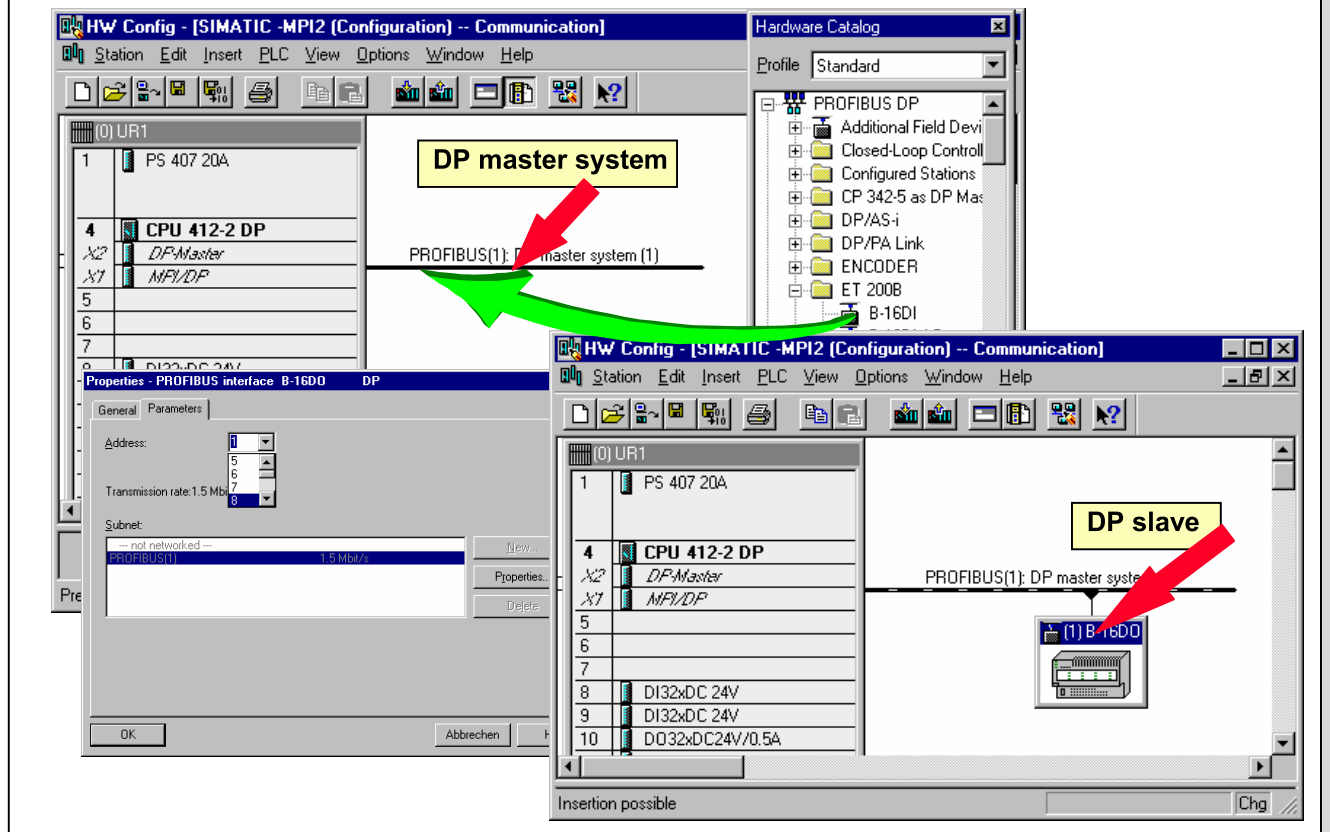 HW Config - [SIMATIC -MPI2 (Configuration) -- Communication]
Station Edit Insert PLC View Options Window Help
(0) UR1
1 PS 407 20A
4 CPU 412-2 DP
X2 DP-Master
X1 MPI/DP
5
6
7
DP master system
PROFIBUS(1): DP master system (1)
Hardware Catalog
Profile Standard
PROFIBUS DP
Additional Field Devi
Closed-Loop Controll
Configured Stations
CP 342-5 as DP Mas
DP/AS-i
DP/PA Link
ENCODER
ET 200B
B-16DI
Pre
Properties - PROFIBUS interface B-16DO DP
General Parameters
Address: 1
5
6
7
8
Transmission rate:1.5 Mbi
Subnet:
--- not networked ---
PROFIBUS(1) 1.5 Mbit/s
New...
Properties..
Delete
OK Abbrechen H
HW Config - [SIMATIC -MPI2 (Configuration) -- Communication]
Station Edit Insert PLC View Options Window Help
(0) UR1
1 PS 407 20A
4 CPU 412-2 DP
X2 DP-Master
X1 MPI/DP
5
6
7
8 DI32xDC 24V
9 DI32xDC 24V
10 DO32xDC24V/0.5A
DP slave
PROFIBUS(1): DP master syste
(1) B-16DO
Insertion possible Chg